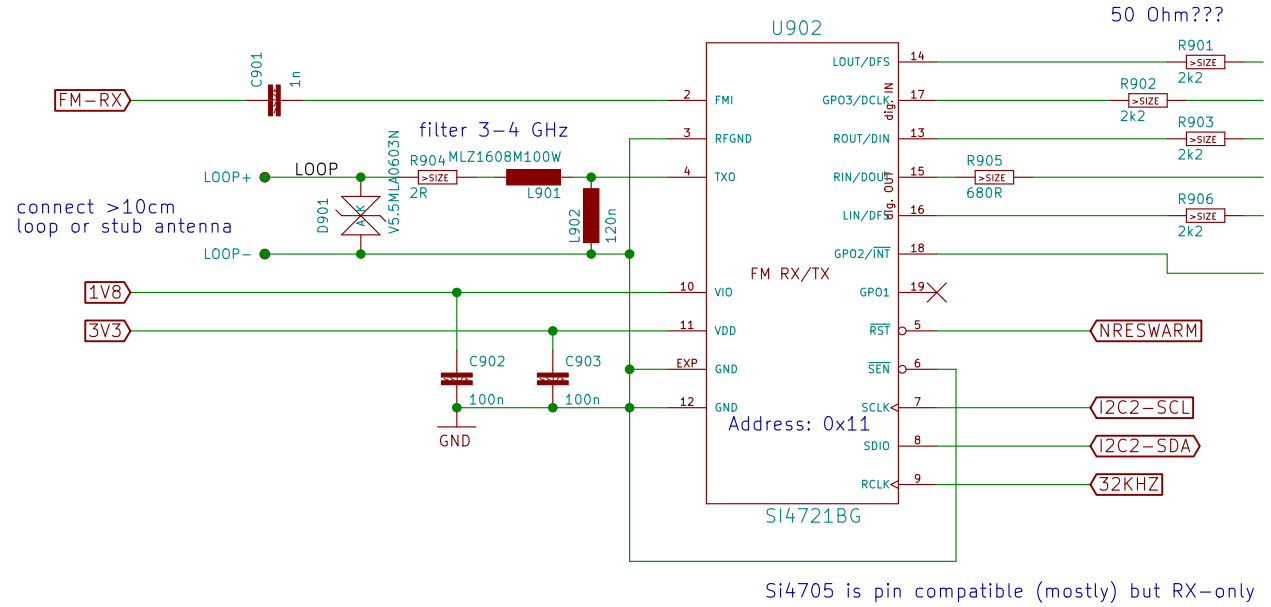 50 Ohm???
U902
C901
1n
FM-RX
2
FMI
3
RFGND
filter 3-4 GHz
LOOP+
LOOP
D901
A
K
V5.5MLA0603N
R904
>SIZE
2R
MLZ1608M100W
L901
L902
120n
4
TXO
connect >10cm
loop or stub antenna
LOOP-
1V8
10
VIO
3V3
11
VDD
C902
100n
C903
100n
EXP
GND
12
GND
GND
FM RX/TX
Address: 0x11
SI4721BG
LOUT/DFS
14
R901
>SIZE
2k2
GPO3/DCLK
17
dig. IN
R902
>SIZE
2k2
ROUT/DIN
13
R903
>SIZE
2k2
RIN/DOUT
15
dig. OUT
R905
>SIZE
680R
LIN/DFS
16
R906
>SIZE
2k2
GPO2/INT
18
GPO1
19
RST
5
NRESWARM
SEN
6
SCLK
7
I2C2-SCL
SDIO
8
I2C2-SDA
RCLK
9
32KHZ
Si4705 is pin compatible (mostly) but RX-only